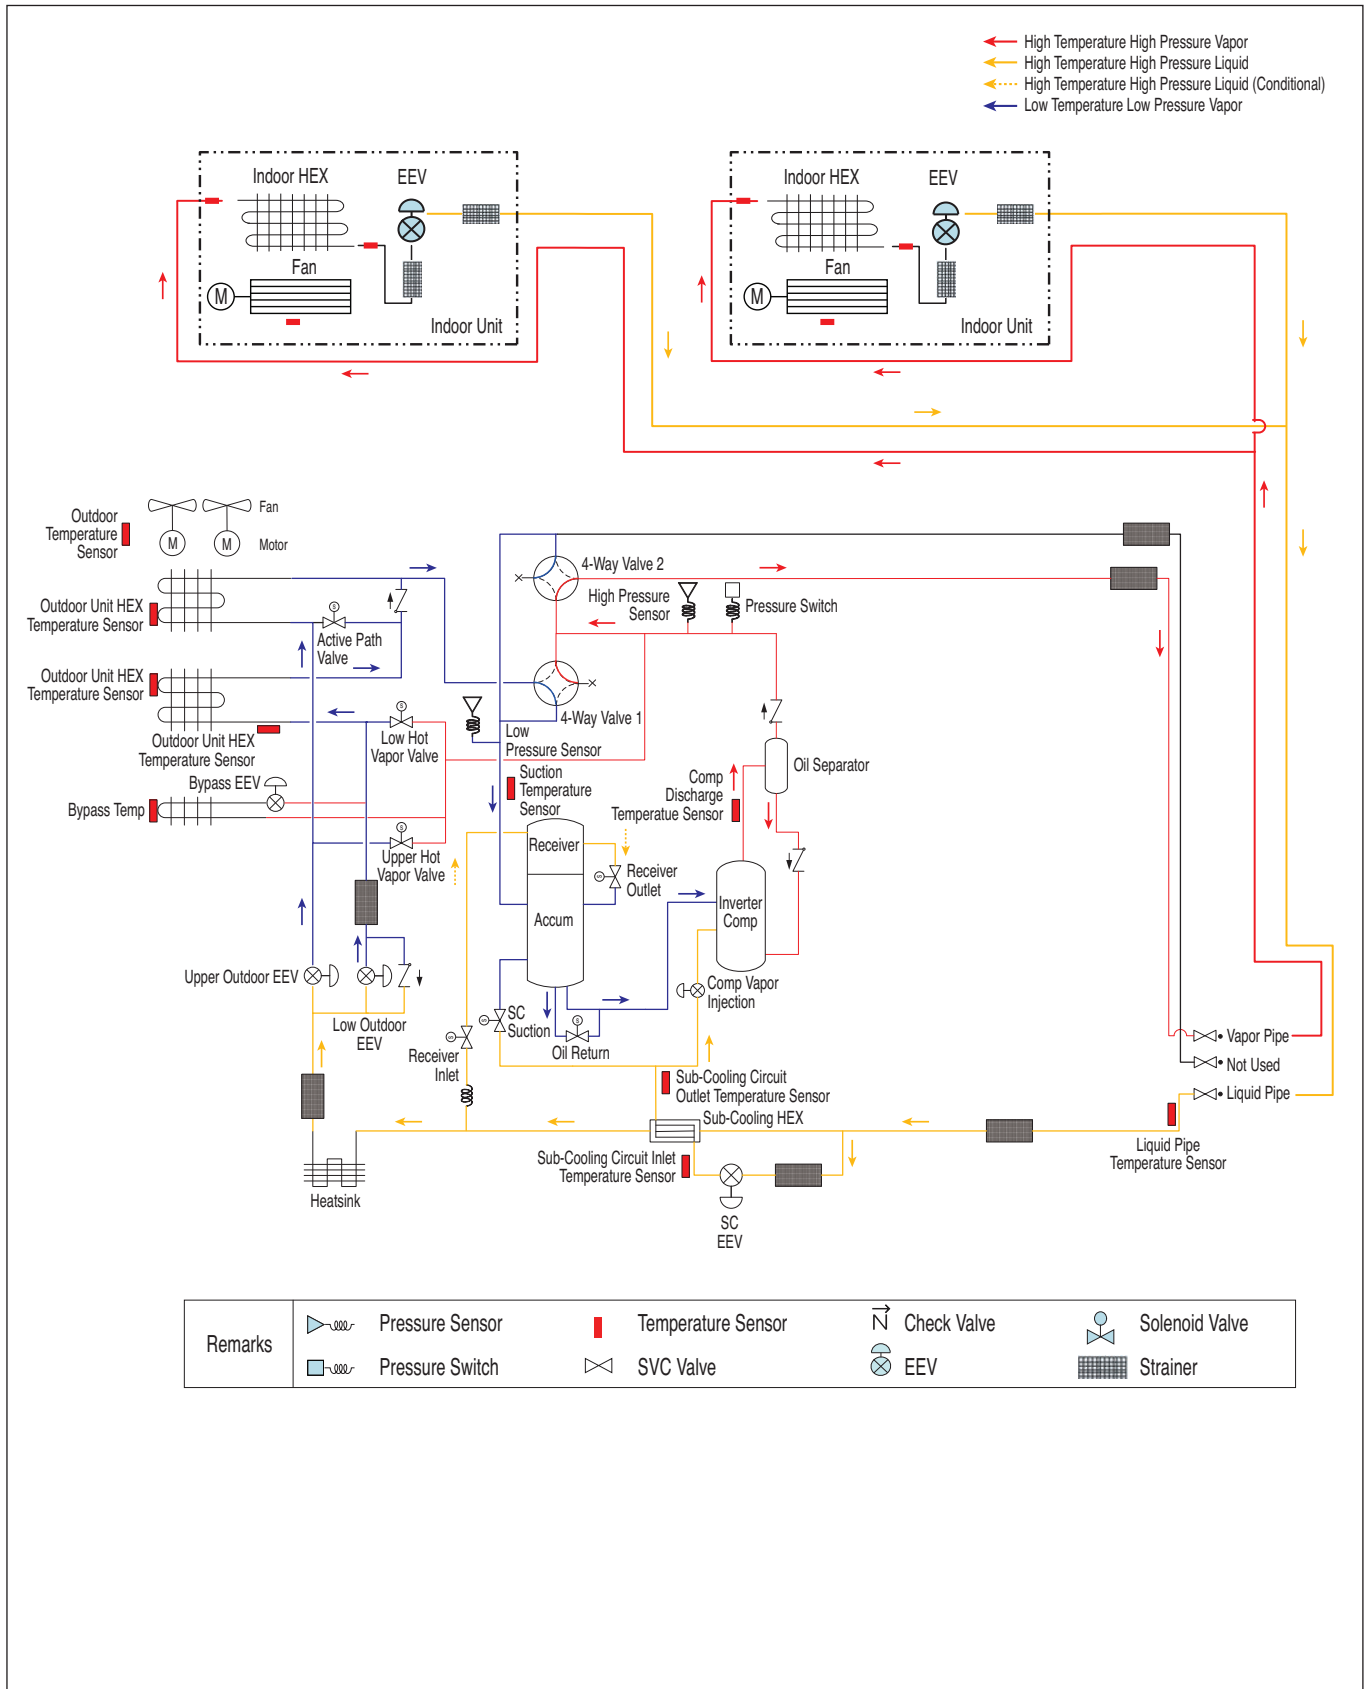 High Temperature High Pressure Vapor
High Temperature High Pressure Liquid
High Temperature High Pressure Liquid (Conditional)
Low Temperature Low Pressure Vapor
Indoor HEX
EEV
Fan
M
Indoor Unit
Indoor HEX
EEV
Fan
M
Indoor Unit
Outdoor
Temperature
Sensor
Fan
M
M
Motor
Outdoor Unit HEX
Temperature Sensor
S
Active Path
Valve
Outdoor Unit HEX
Temperature Sensor
Outdoor Unit HEX
Temperature Sensor
S
Low Hot
Vapor Valve
Bypass EEV
Bypass Temp
S
Upper Hot
Vapor Valve
4-Way Valve 2
High Pressure
Sensor
Pressure Switch
4-Way Valve 1
Low
Pressure Sensor
Suction
Temperature
Sensor
Comp
Discharge
Temperatue Sensor
Oil Separator
Receiver
S
Receiver
Outlet
Accum
Inverter
Comp
Upper Outdoor EEV
Low Outdoor
EEV
S
SC
Suction
S
Oil Return
Comp Vapor
Injection
S
Receiver
Inlet
Sub-Cooling Circuit
Outlet Temperature Sensor
Sub-Cooling HEX
Sub-Cooling Circuit Inlet
Temperature Sensor
SC
EEV
Heatsink
Vapor Pipe
Not Used
Liquid Pipe
Liquid Pipe
Temperature Sensor
Remarks
Pressure Sensor
Temperature Sensor
Check Valve
Solenoid Valve
Pressure Switch
SVC Valve
EEV
Strainer